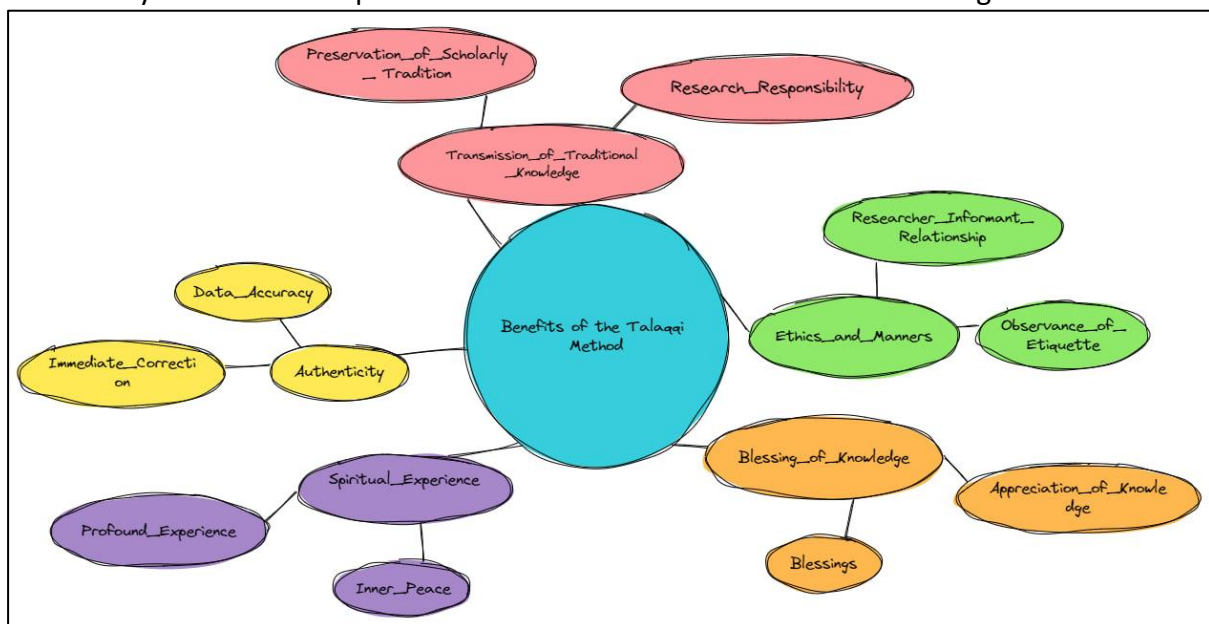 Preservation_of_Scholarly
_Tradition
Research_Responsibility
Transmission_of_Traditional
_Knowledge
Researcher_Informant_
Relationship
Data_Accuracy
Benefits of the Talaqqi
Method
Ethics_and_Manners
Observance_of_
Etiquette
Immediate_Correcti
on
Authenticity
Blessing_of_Knowledge
Spiritual_Experience
Appreciation_of_Knowle
dge
Profound_Experience
Blessings
Inner_Peace